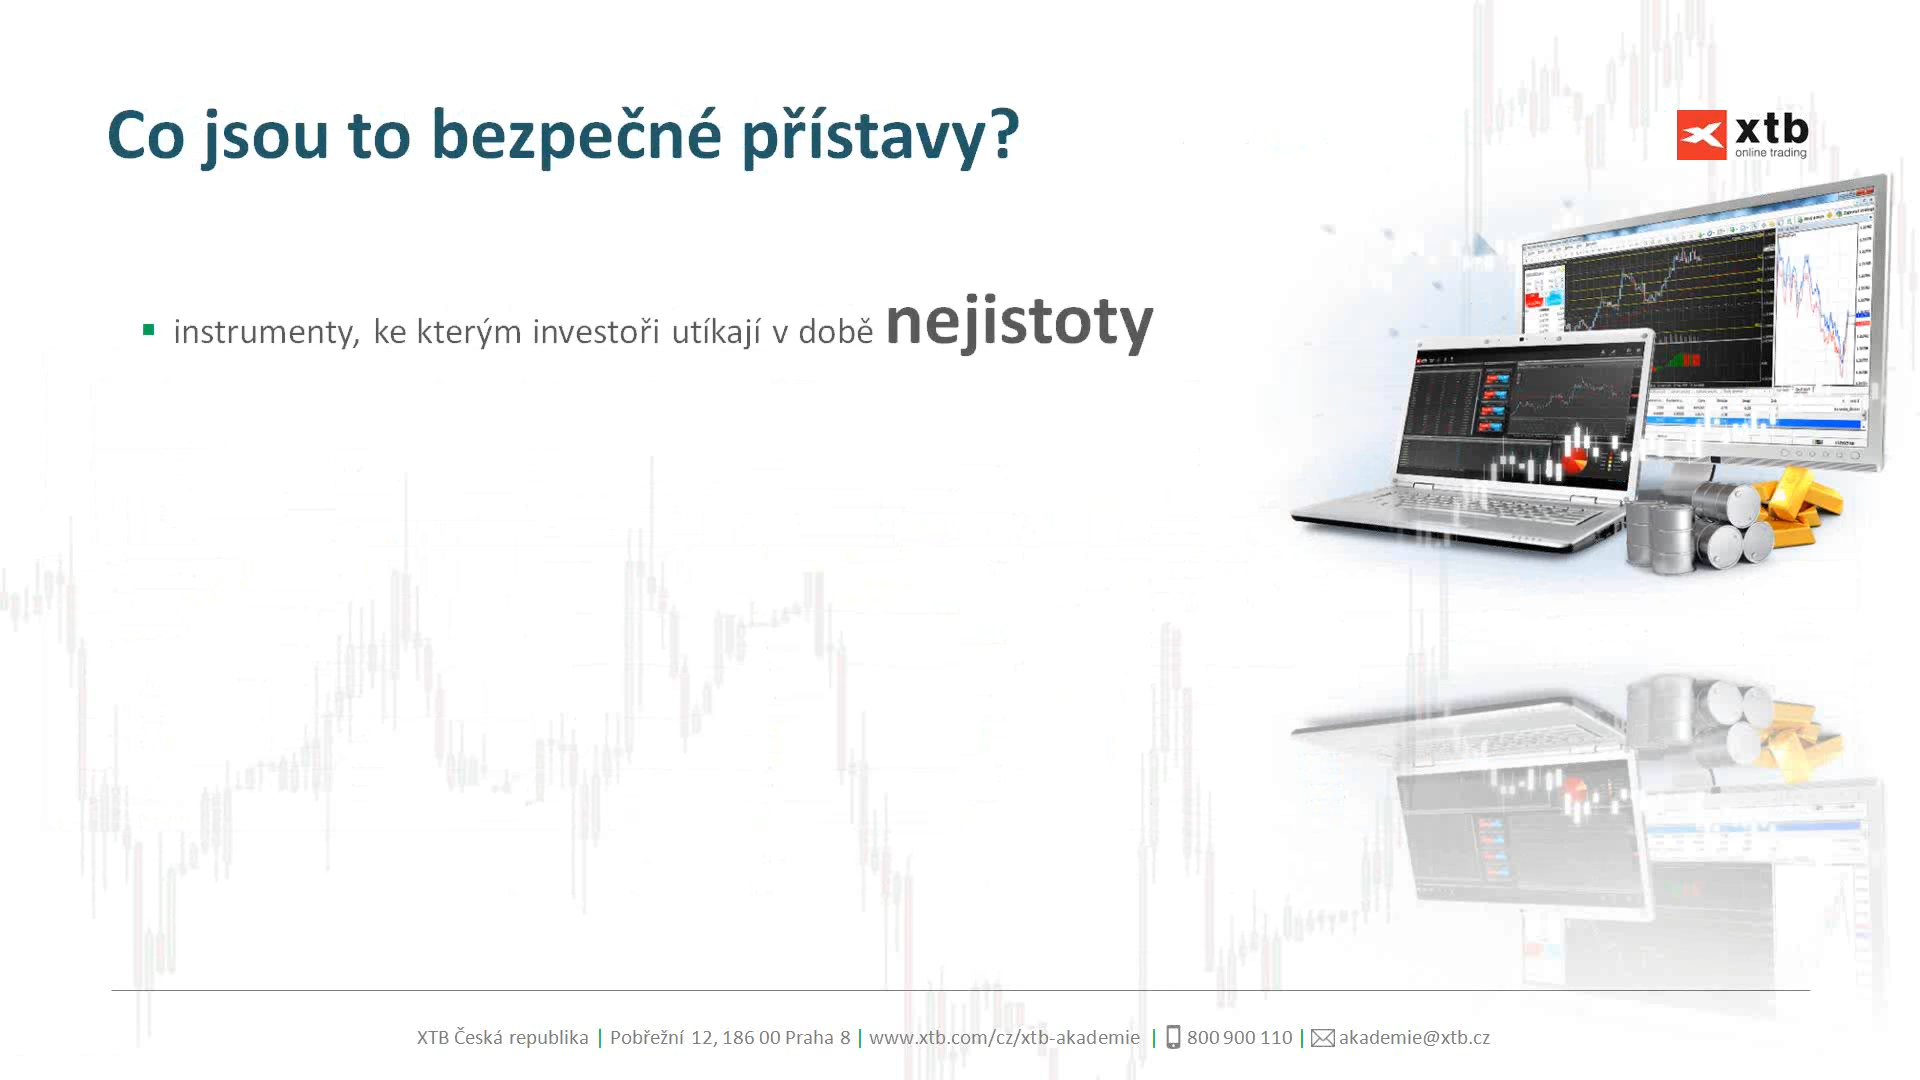 Co jsou to bezpečné přístavy?
xtb
online trading
instrumenty, ke kterým investoři utíkají v době nejistoty
XTB Česká republika | Pobřežní 12, 186 00 Praha 8 | www.xtb.com/cz/xtb-akademie | 800 900 110 | akademie@xtb.cz